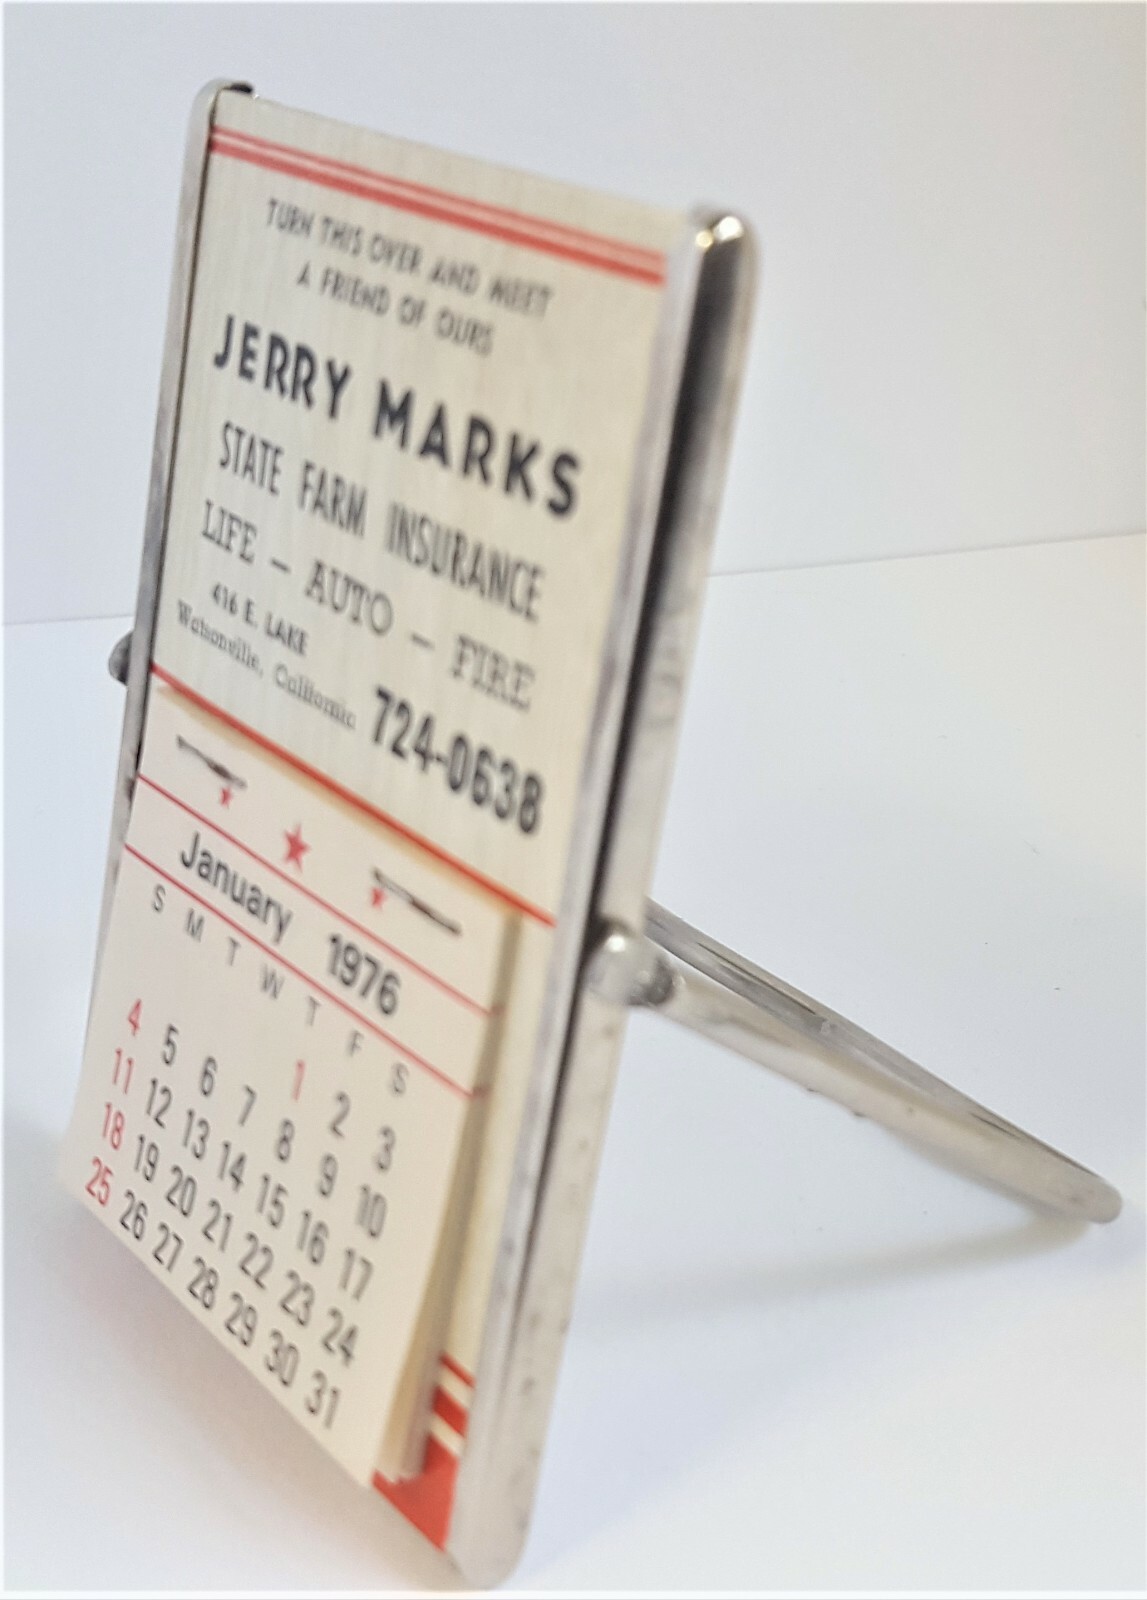 TURN THIS OVER AND MEET
A FRIEND OF OURS
JERRY MARKS
STATE FARM INSURANCE
LIFE - AUTO - FIRE
416 E. LAKE
Watsonville, California 724-0638
January 1976
S M T W T F S
1 2 3
4 5 6 7 8 9 10
11 12 13 14 15 16 17
18 19 20 21 22 23 24
25 26 27 28 29 30 31